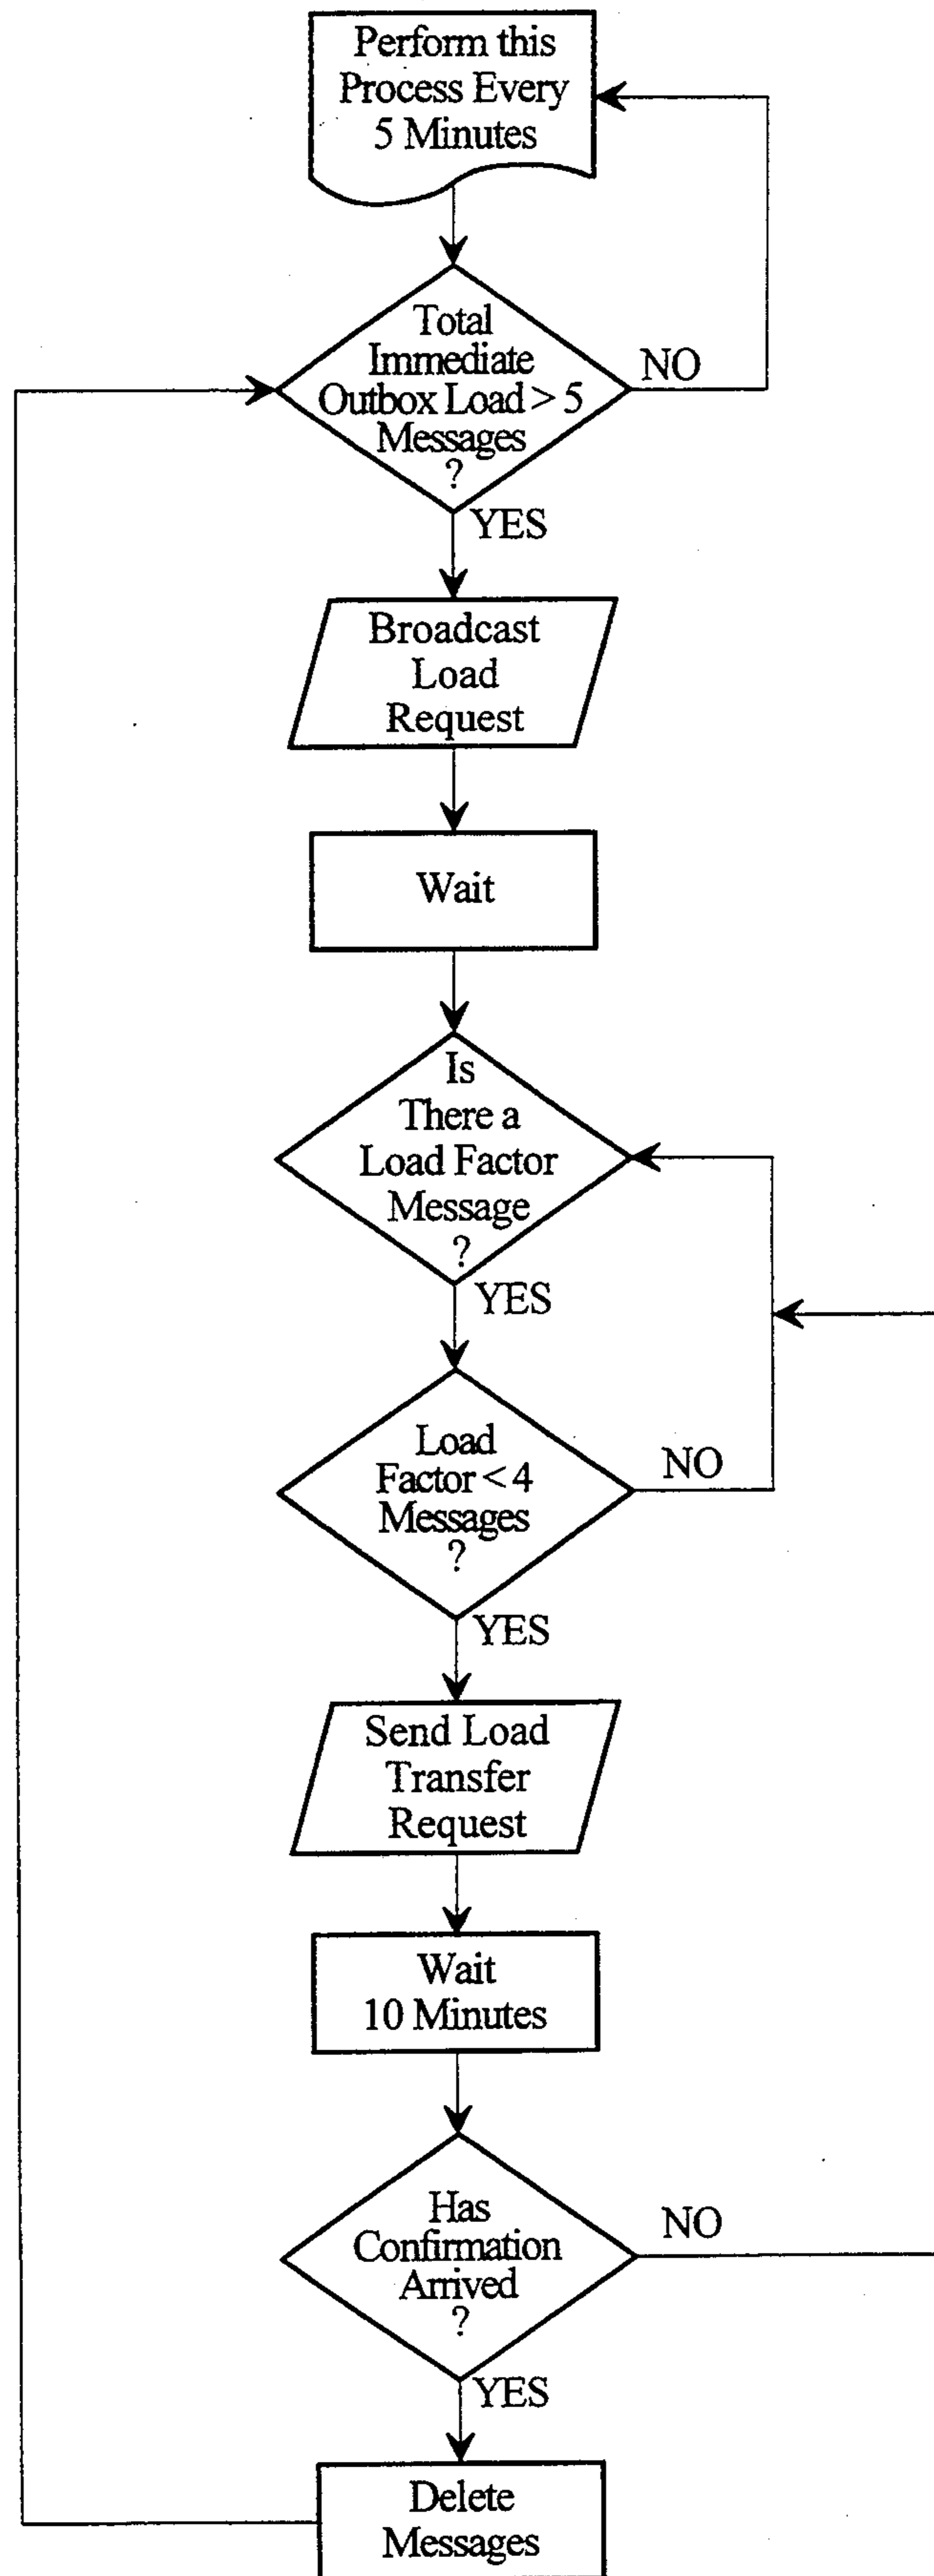 Perform this
Process Every
5 Minutes
Total
Immediate
Outbox Load > 5
Messages
?
NO
YES
Broadcast
Load
Request
Wait
Is
There a
Load Factor
Message
?
YES
Load
Factor < 4
Messages
?
NO
YES
Send Load
Transfer
Request
Wait
10 Minutes
Has
Confirmation
Arrived
?
NO
YES
Delete
Messages